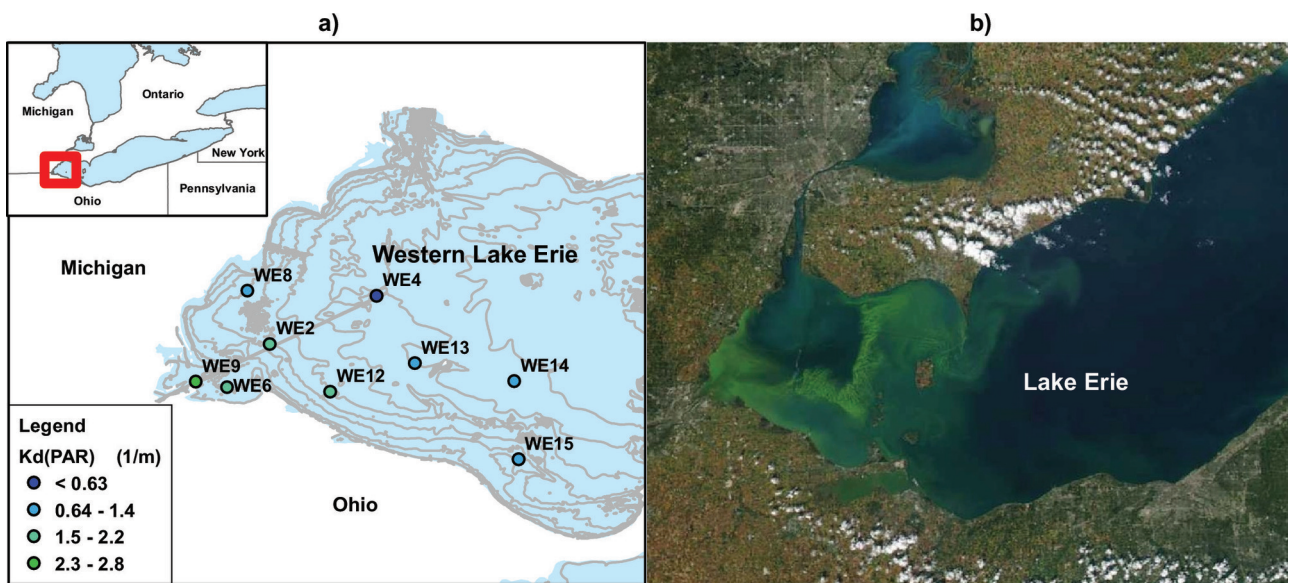 a)
b)
Michigan
Ontario
New York
Pennsylvania
Ohio
Western Lake Erie
Michigan
WE8
WE4
WE2
WE13
WE9
WE14
WE6
WE12
WE15
Ohio
Legend
Kd(PAR) (1/m)
< 0.63
0.64 - 1.4
1.5 - 2.2
2.3 - 2.8
Lake Erie